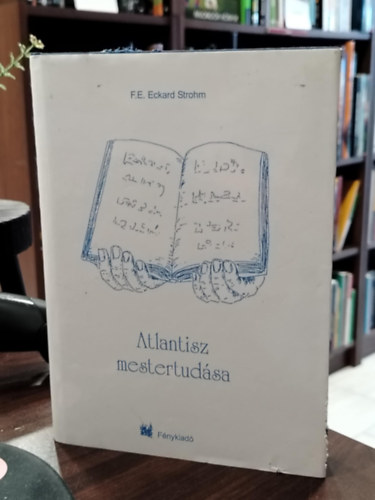 F.E. Eckard Strohm
Atlantisz
mestertudása
Fénykiadó